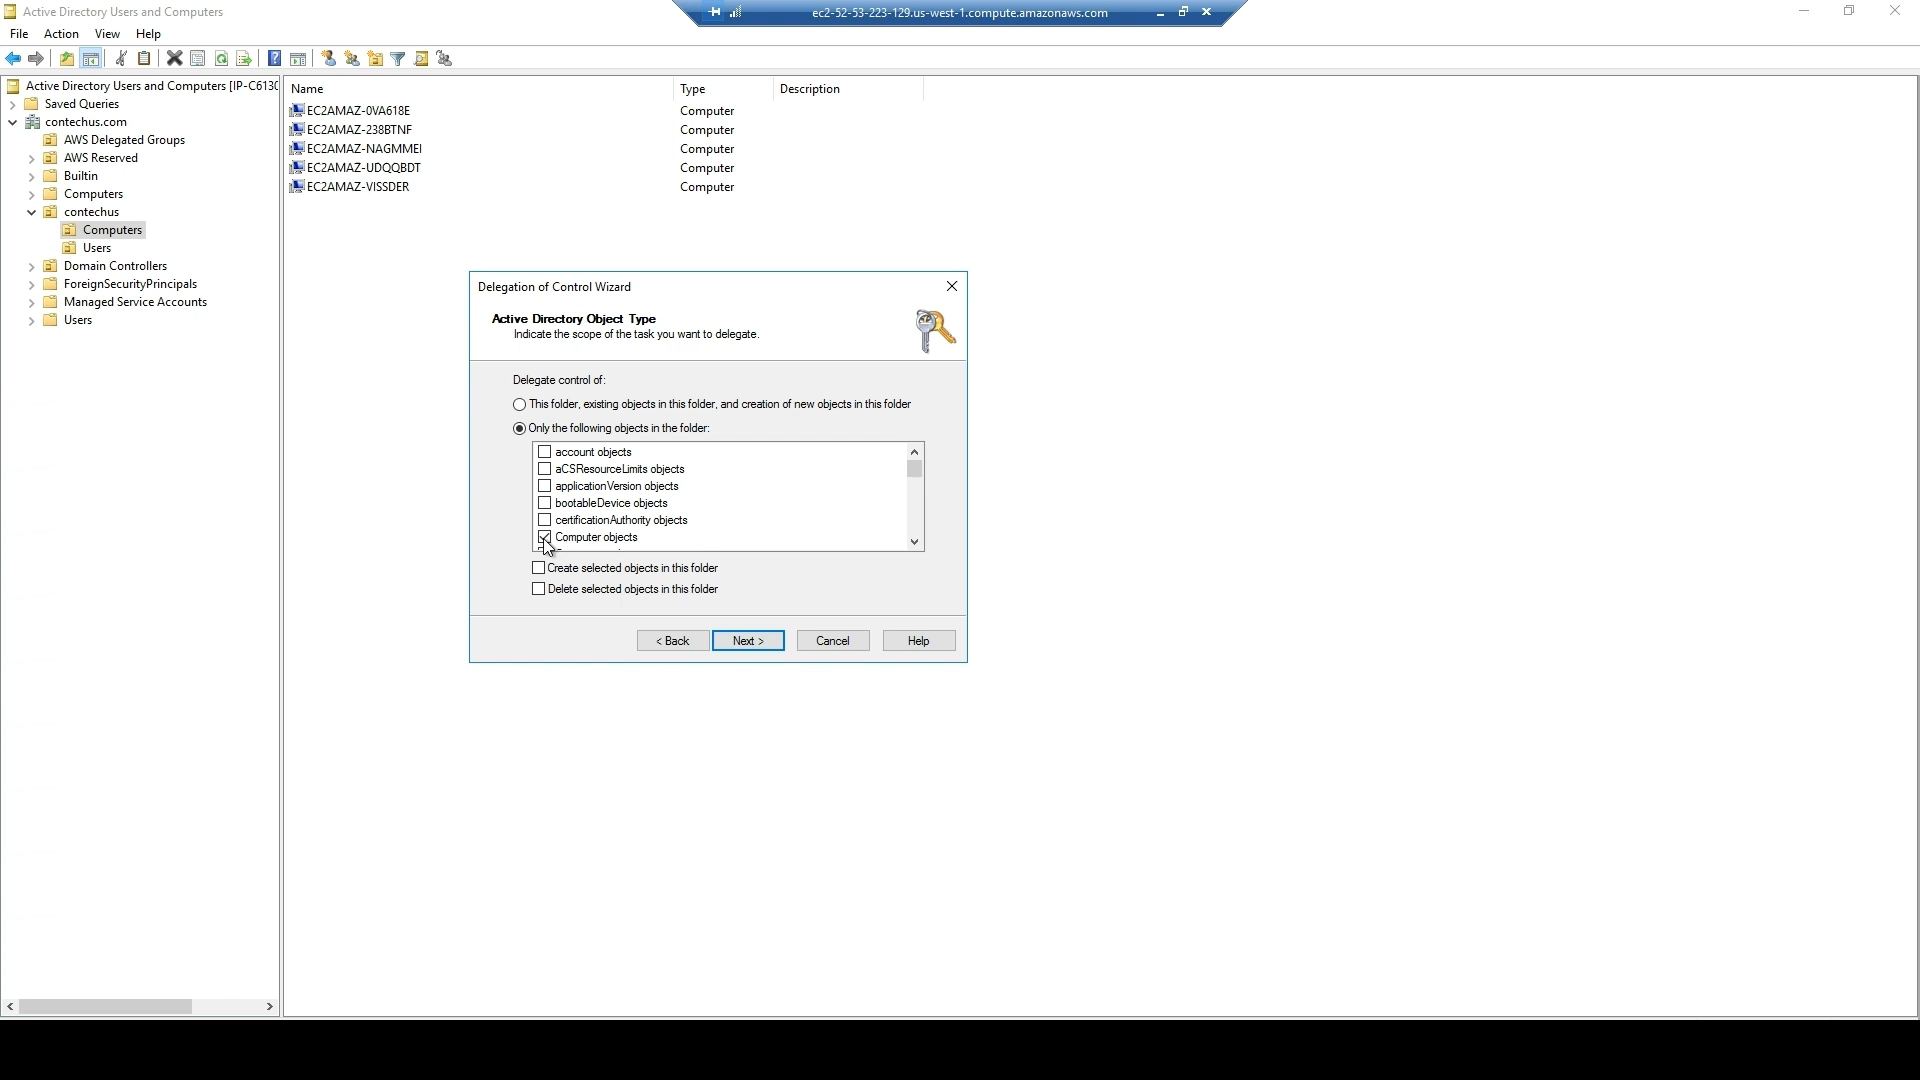 Active Directory Users and Computers
ec2-52-53-223-129.us-west-1.compute.amazonaws.com
File Action View Help
Active Directory Users and Computers [IP-C613C
Saved Queries
contechus.com
AWS Delegated Groups
AWS Reserved
Builtin
Computers
contechus
Computers
Users
Domain Controllers
ForeignSecurityPrincipals
Managed Service Accounts
Users
Name Type Description
EC2AMAZ-0VA618E Computer
EC2AMAZ-238BTNF Computer
EC2AMAZ-NAGMMEI Computer
EC2AMAZ-UDQQBDT Computer
EC2AMAZ-VISSDER Computer
Delegation of Control Wizard
Active Directory Object Type
Indicate the scope of the task you want to delegate.
Delegate control of:
This folder, existing objects in this folder, and creation of new objects in this folder
Only the following objects in the folder:
account objects
aCSResourceLimits objects
applicationVersion objects
bootableDevice objects
certificationAuthority objects
Computer objects
Create selected objects in this folder
Delete selected objects in this folder
< Back Next > Cancel Help